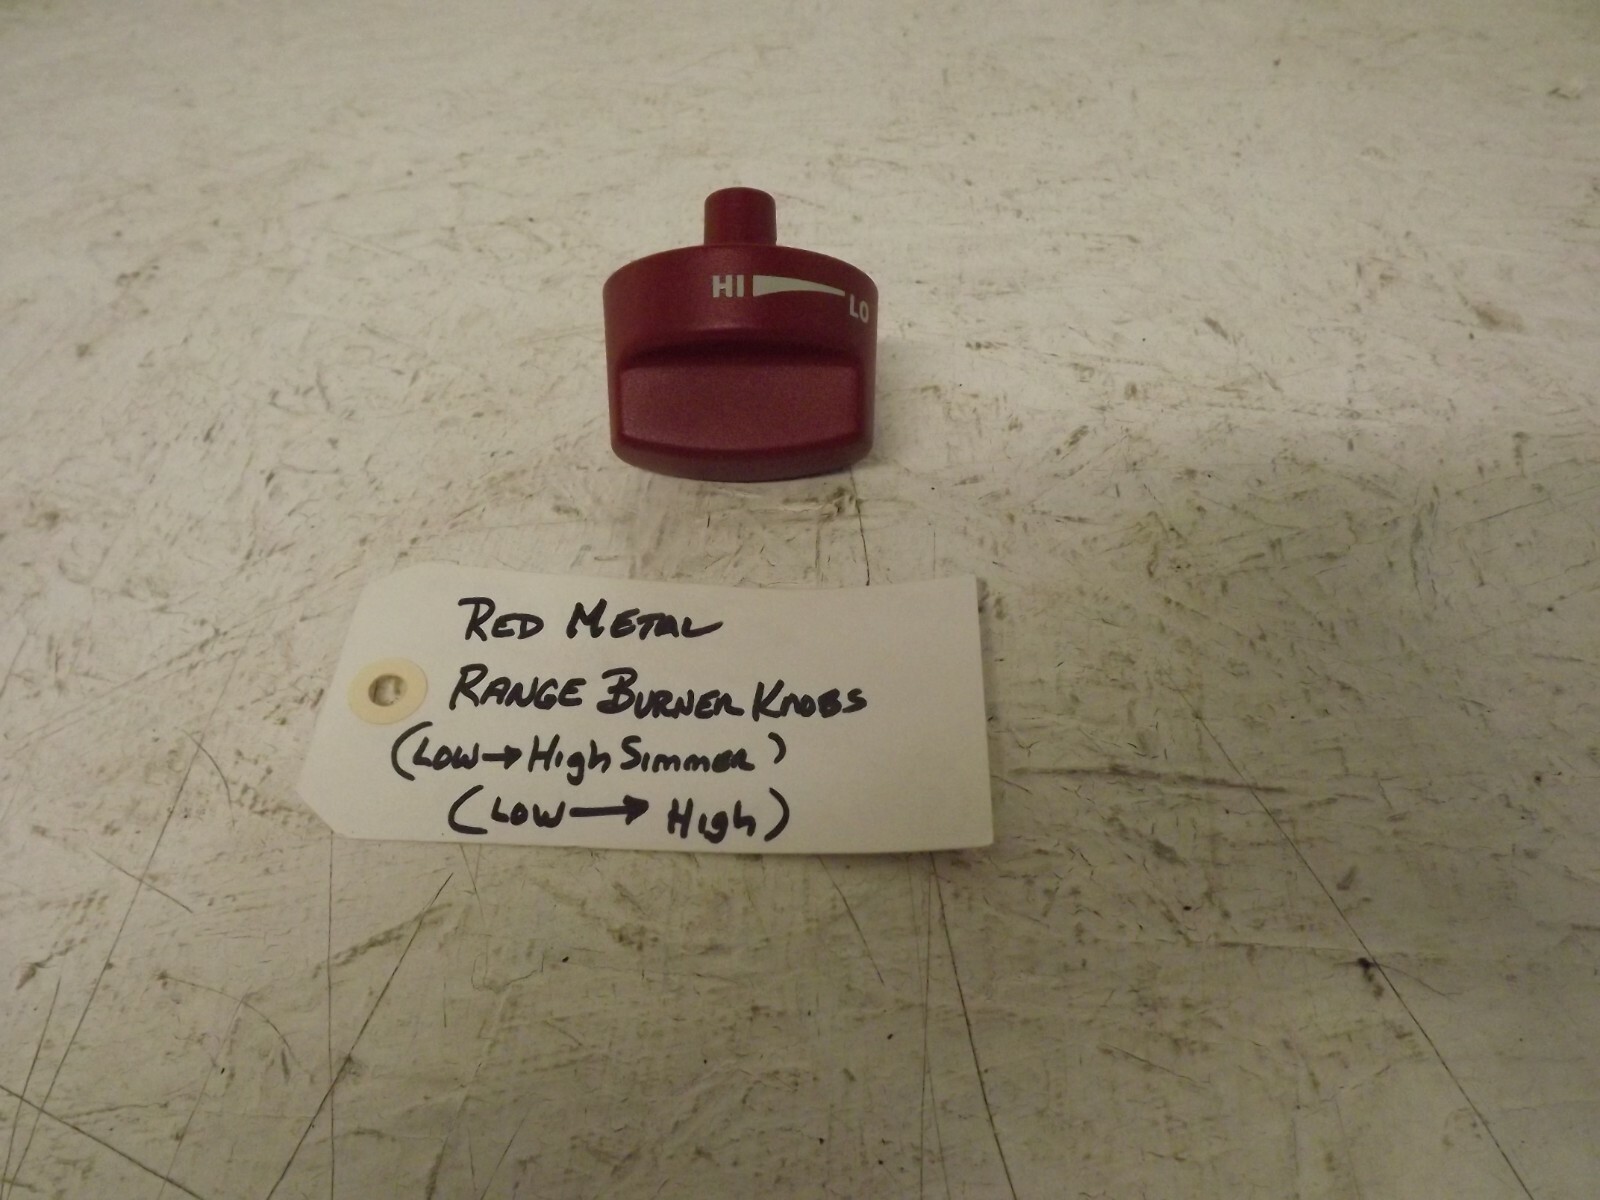 HI LO
RED METAL
RANGE BURNER KNOBS
(LOW→HIGH SIMMER)
(LOW→HIGH)